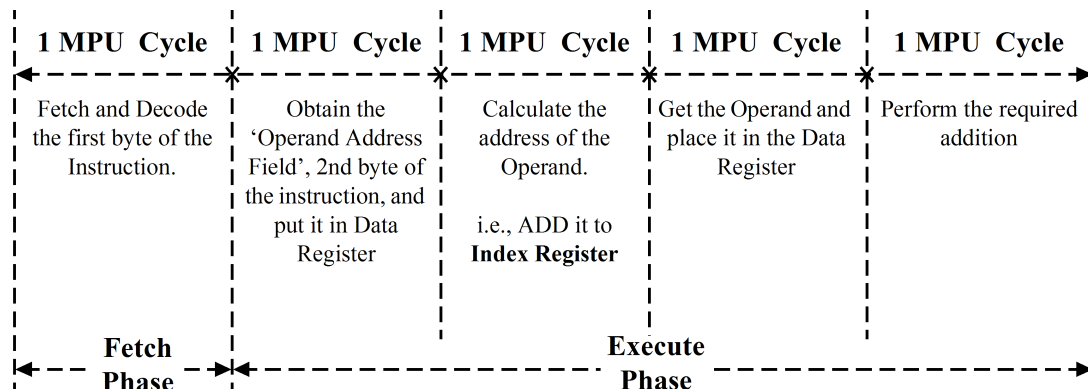 1 MPU Cycle
1 MPU Cycle
1 MPU Cycle
1 MPU Cycle
1 MPU Cycle
Fetch and Decode
the first byte of the
Instruction.
Obtain the
‘Operand Address
Field’, 2nd byte of
the instruction, and
put it in Data
Register
Calculate the
address of the
Operand.
i.e., ADD it to
Index Register
Get the Operand and
place it in the Data
Register
Perform the required
addition
Fetch
Phase
Execute
Phase